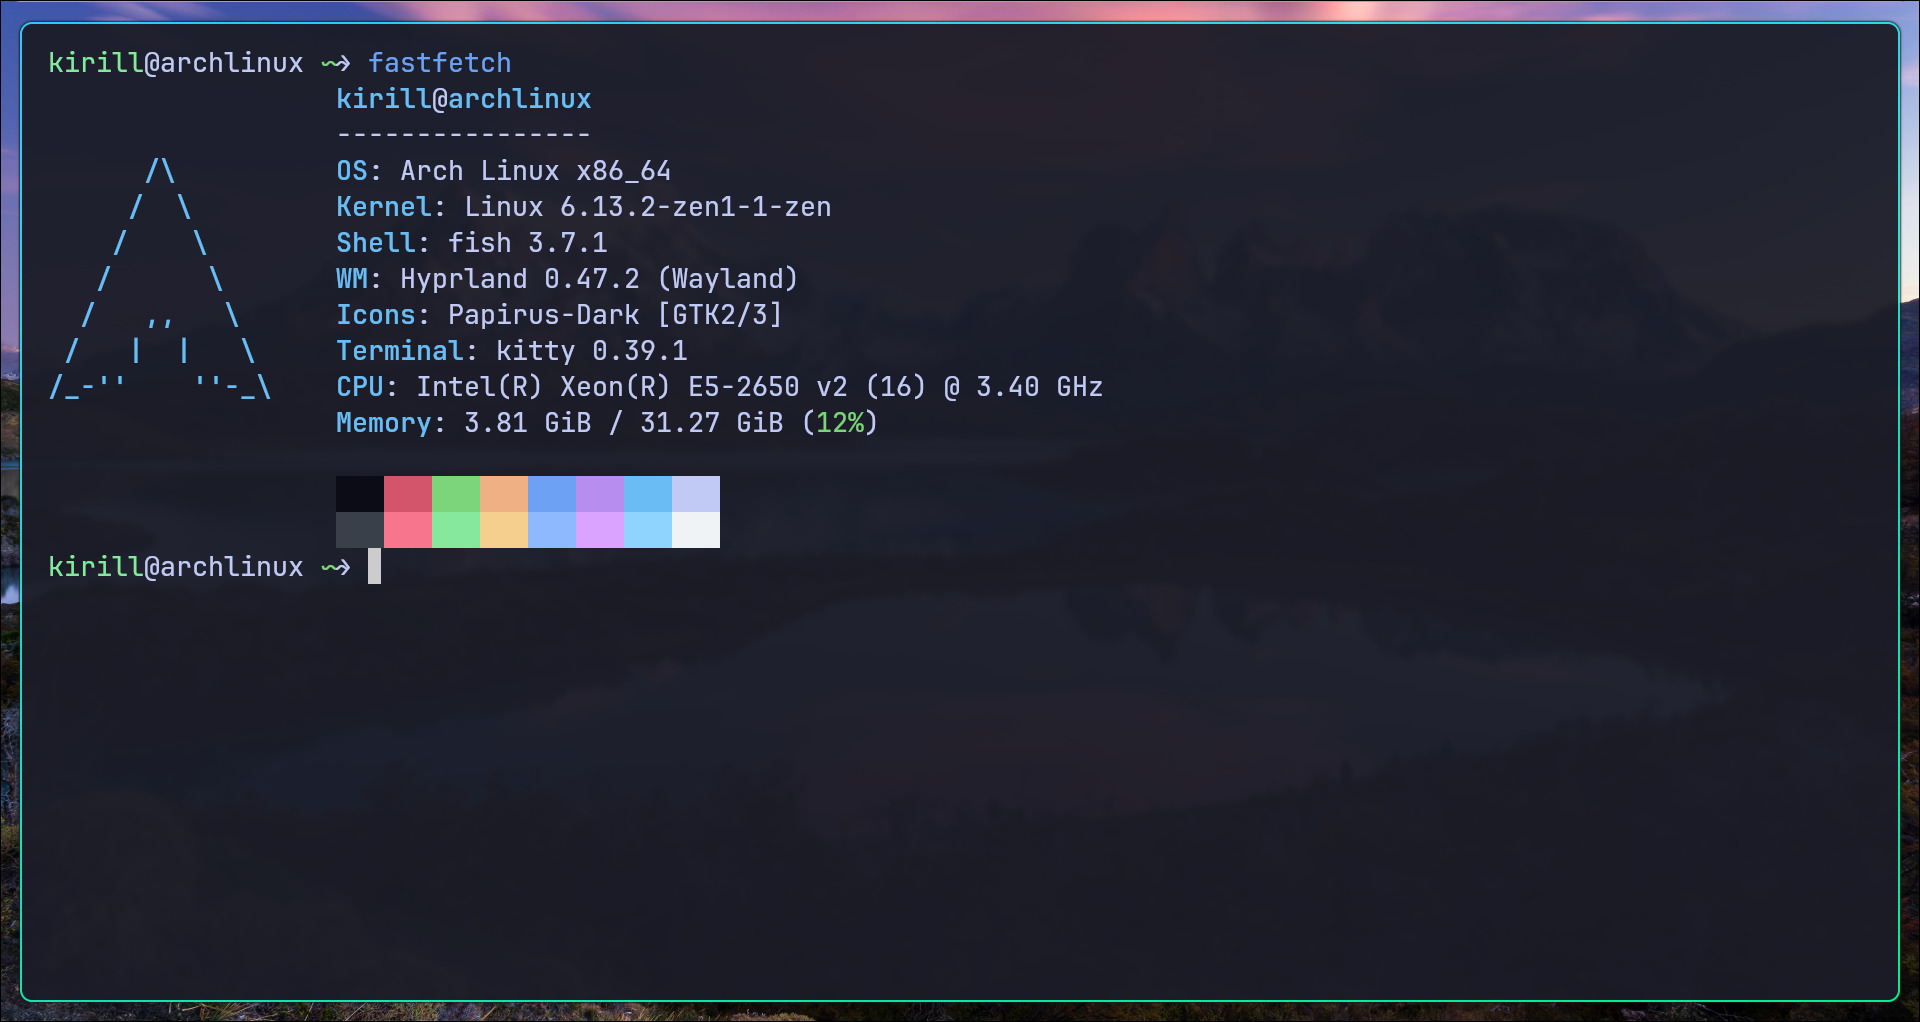 kirill@archlinux ~> fastfetch
kirill@archlinux
----------------
OS: Arch Linux x86_64
Kernel: Linux 6.13.2-zen1-1-zen
Shell: fish 3.7.1
WM: Hyprland 0.47.2 (Wayland)
Icons: Papirus-Dark [GTK2/3]
Terminal: kitty 0.39.1
CPU: Intel(R) Xeon(R) E5-2650 v2 (16) @ 3.40 GHz
Memory: 3.81 GiB / 31.27 GiB (12%)
kirill@archlinux ~>